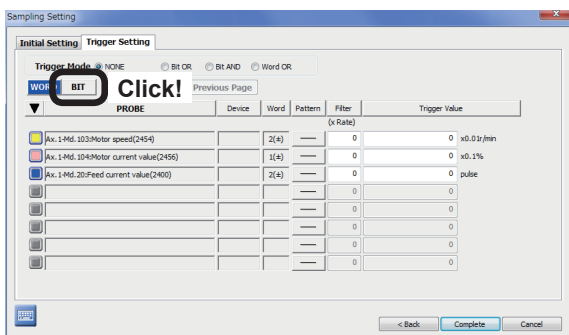 Sampling Setting
Initial Setting Trigger Setting
Trigger Mode NONE Bit OR Bit AND Word OR
BIT Click! Previous Page
PROBE Device Word Pattern Filter Trigger Value
(x Rate)
Ax. 1-Md. 103:Motor speed(2454) 2(±) — 0 0 x0.01r/min
Ax. 1-Md. 104:Motor current value(2456) 1(±) — 0 0 x0.1%
Ax. 1-Md. 20:Feed current value(2400) 2(±) — 0 0 pulse
— 0 0
— 0 0
— 0 0
— 0 0
— 0 0
< Back Complete Cancel